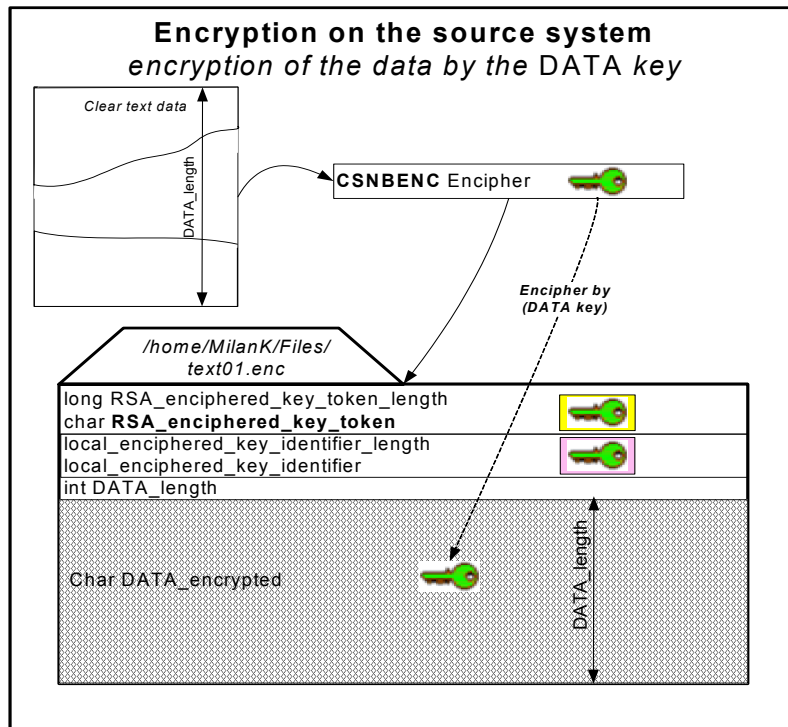 Encryption on the source system
encryption of the data by the DATA key
Clear text data
DATA_length
CSNBENC Encipher
Encipher by
(DATA key)
/home/MilanK/Files/
text01.enc
long RSA_enciphered_key_token_length
char RSA_enciphered_key_token
local_enciphered_key_identifier_length
local_enciphered_key_identifier
int DATA_length
Char DATA_encrypted
DATA_length